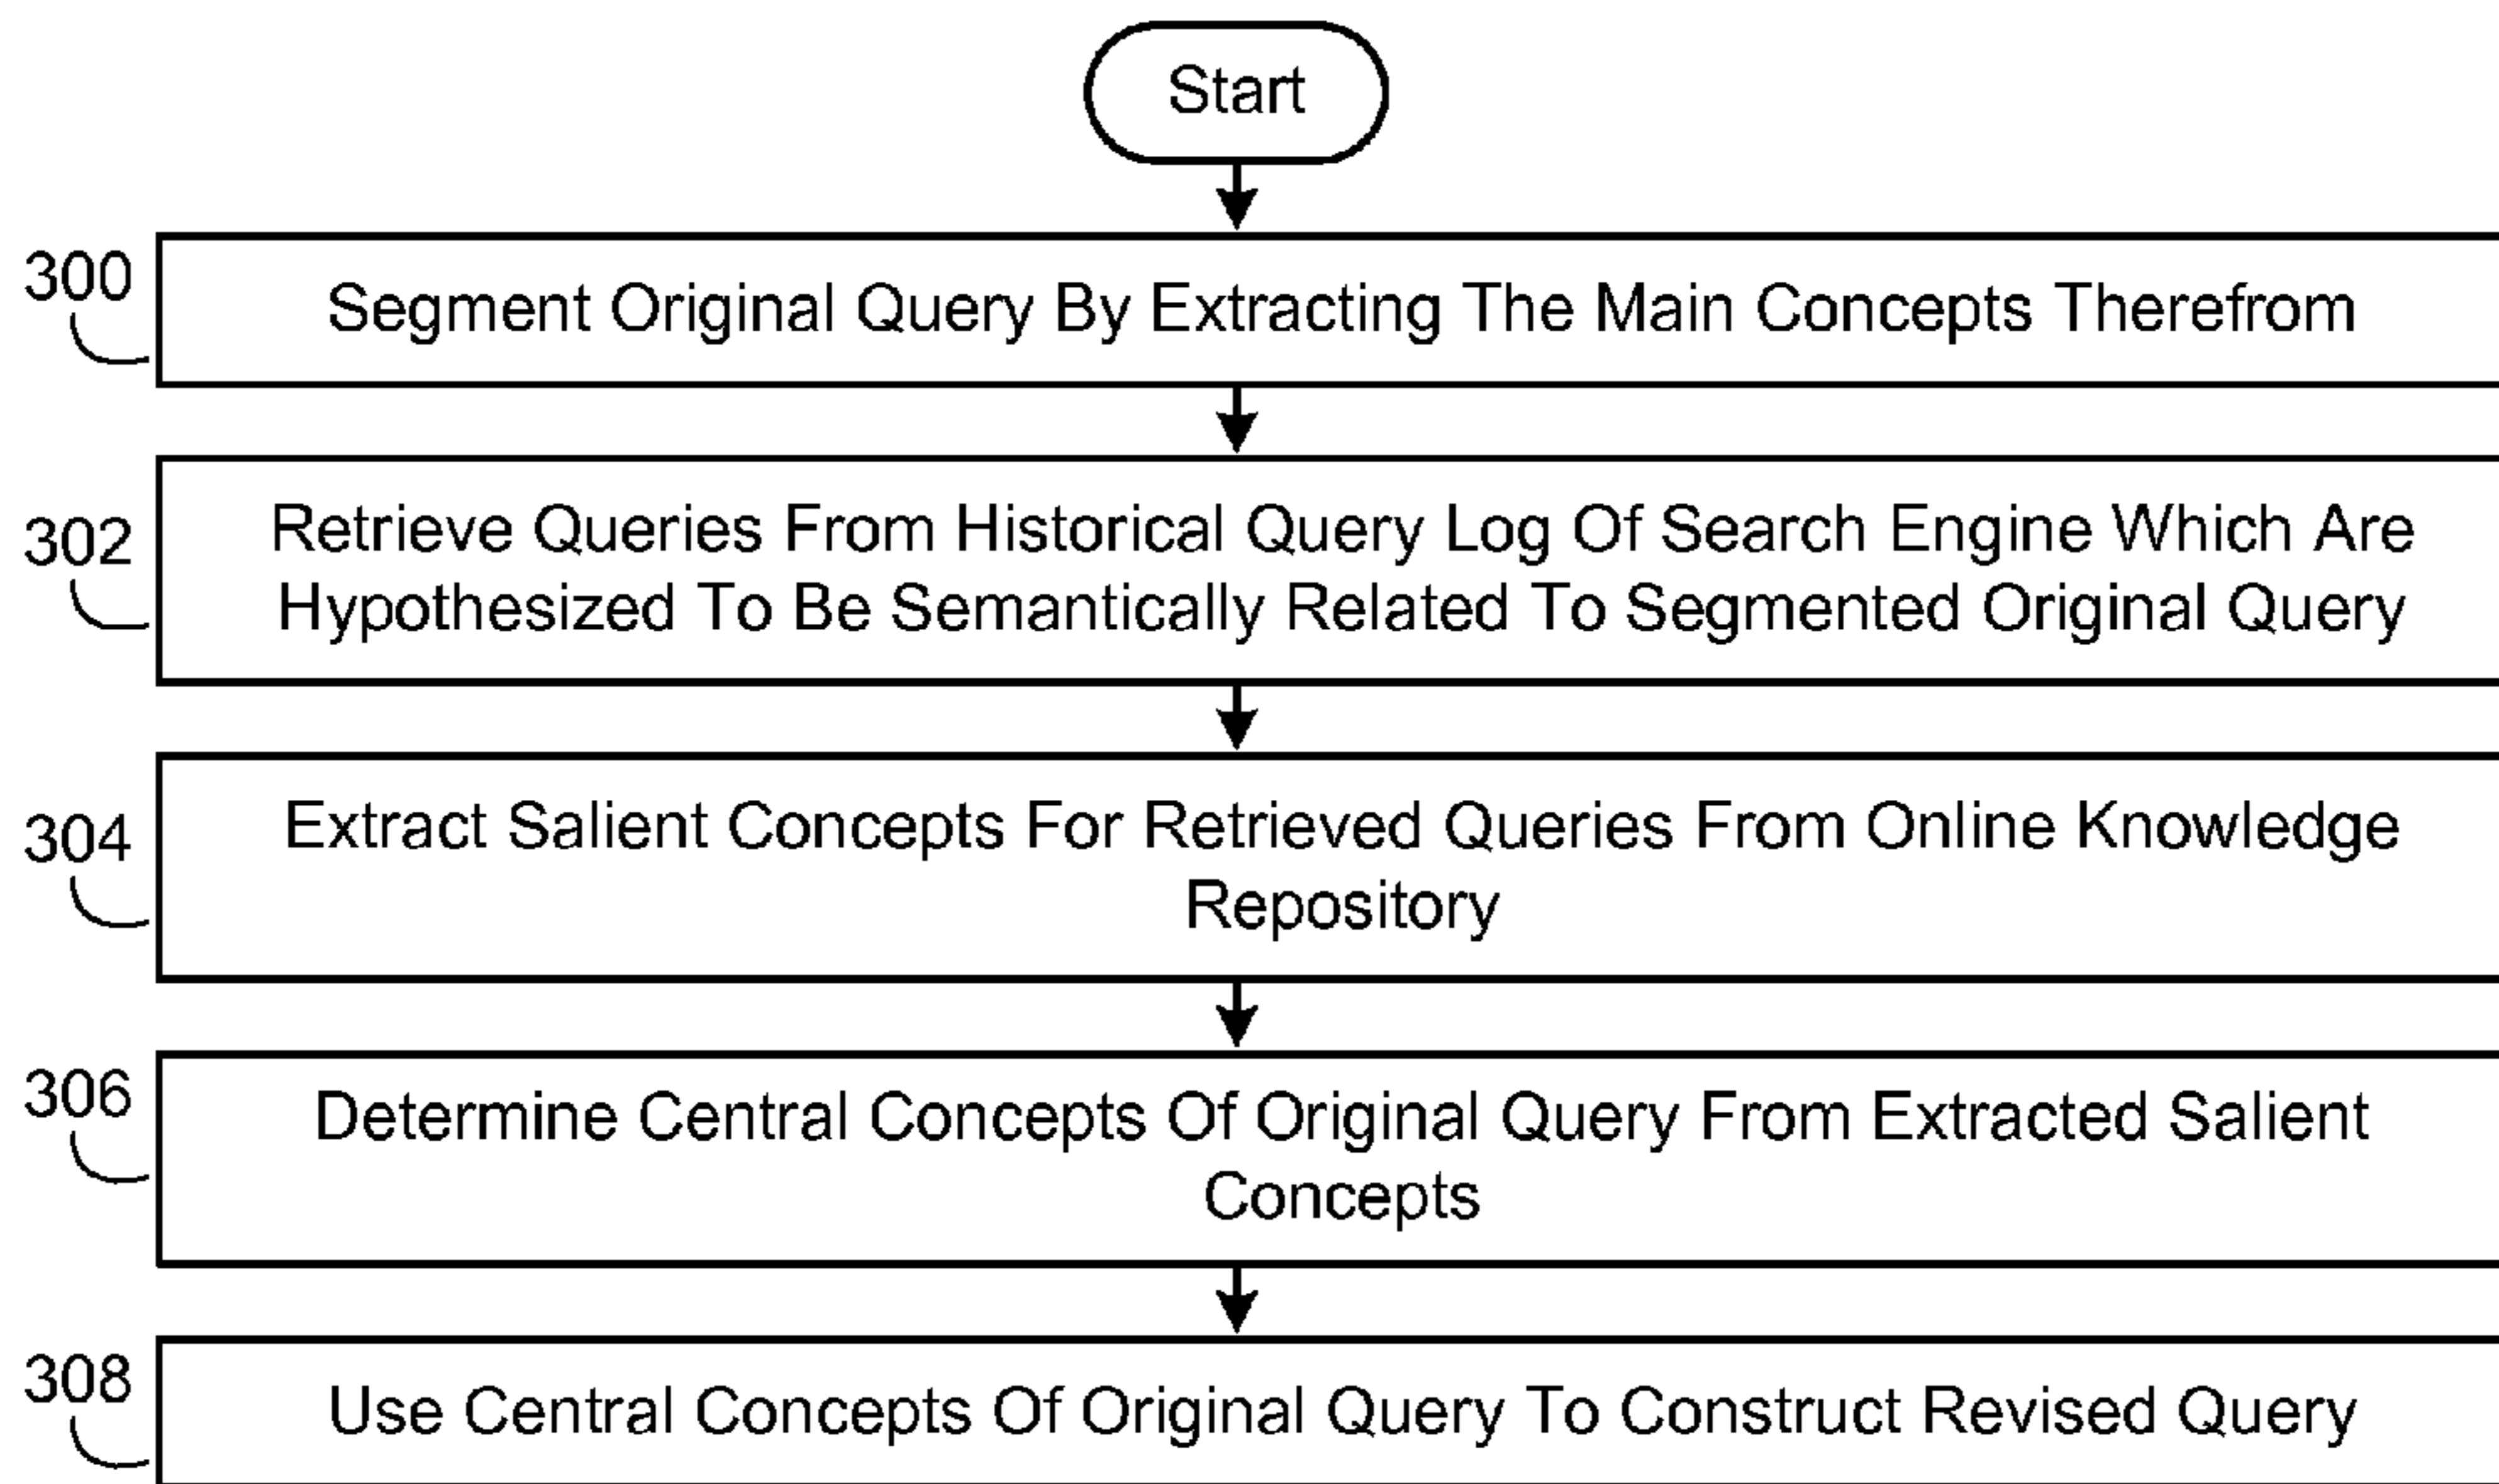 Start
300
Segment Original Query By Extracting The Main Concepts Therefrom
302
Retrieve Queries From Historical Query Log Of Search Engine Which Are
Hypothesized To Be Semantically Related To Segmented Original Query
304
Extract Salient Concepts For Retrieved Queries From Online Knowledge
Repository
306
Determine Central Concepts Of Original Query From Extracted Salient
Concepts
308
Use Central Concepts Of Original Query To Construct Revised Query